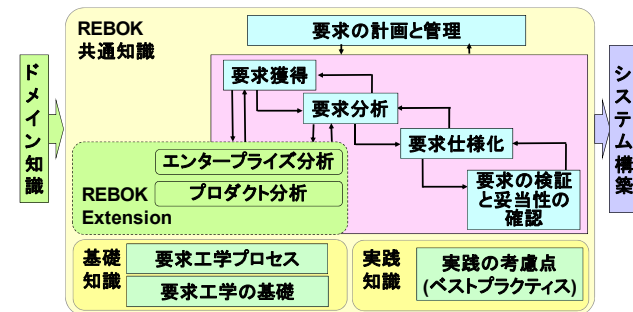 REBOK
共通知識
要求の計画と管理
ドメイン知識
要求獲得
要求分析
要求仕様化
要求の検証
と妥当性の
確認
エンタープライズ分析
プロダクト分析
REBOK
Extension
システム構築
基礎
知識
要求工学プロセス
要求工学の基礎
実践
知識
実践の考慮点
(ベストプラクティス)